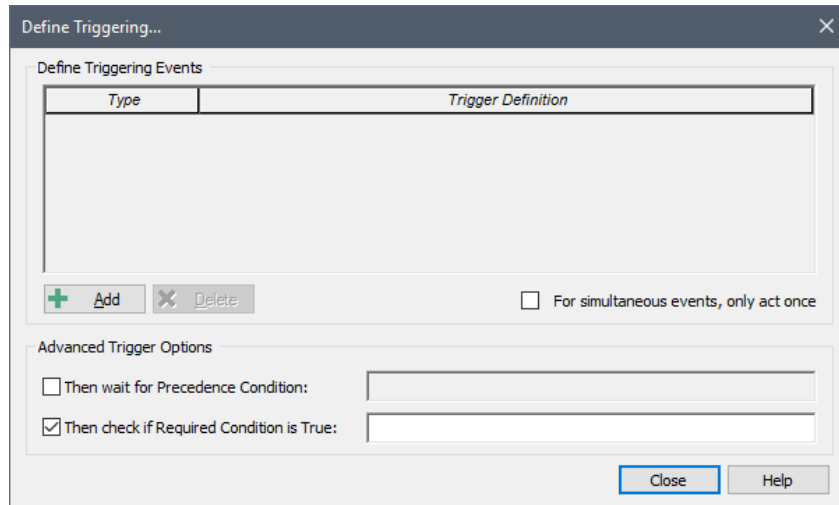 Define Triggering...
Define Triggering Events
Type Trigger Definition
Add Delete For simultaneous events, only act once
Advanced Trigger Options
Then wait for Precedence Condition:
Then check if Required Condition is True:
Close Help